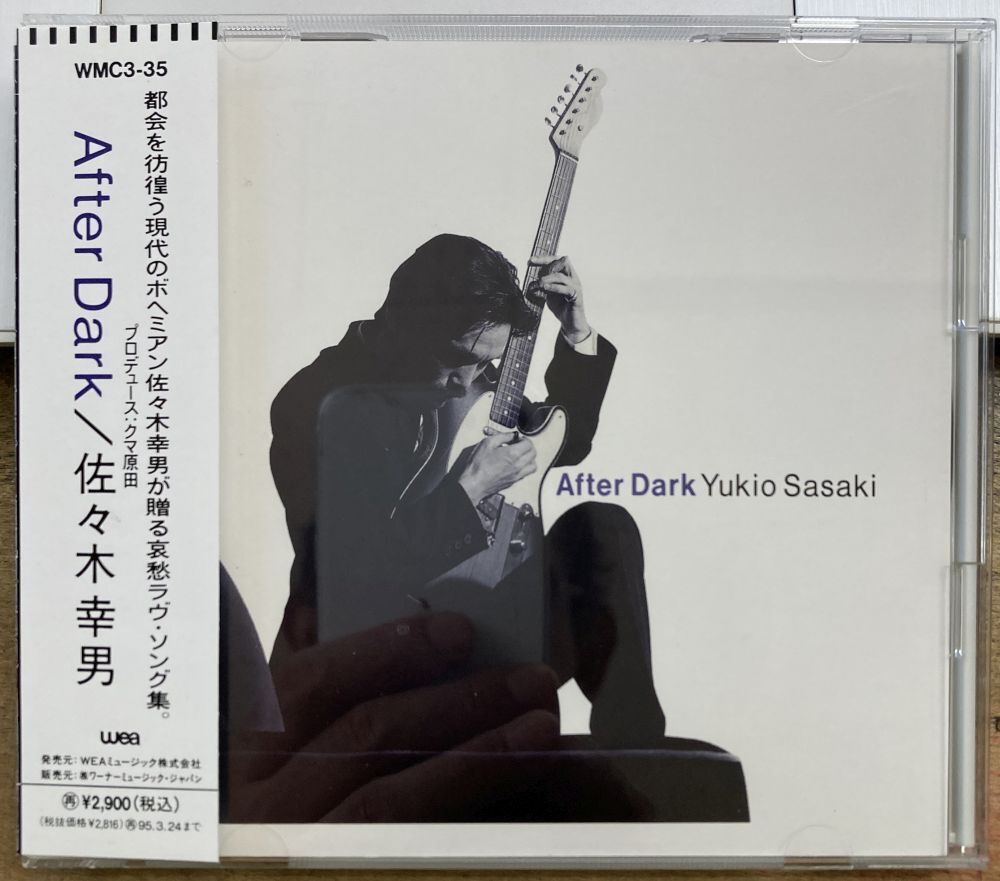 WMC3-35
都会を彷徨う現代のボヘミアン佐々木幸男が贈る哀愁ラヴ・ソング集。
プロデュース:クマ原田
After Dark/佐々木幸男
wea
発売元:WEAミュージック株式会社
販売元:㈱ワーナーミュージック・ジャパン
再¥2,900(税込)
(税抜価格¥2,816)再95.3.24まで
After Dark Yukio Sasaki